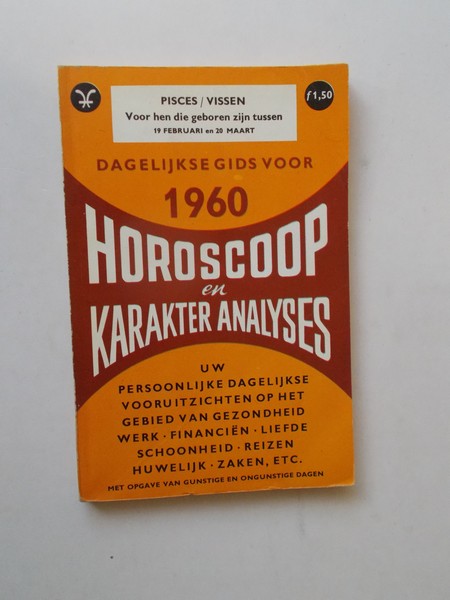 PISCES / VISSEN
Voor hen die geboren zijn tussen
19 FEBRUARI en 20 MAART
ƒ1,50
DAGELIJKSE GIDS VOOR
1960
HOROSCOOP
en
KARAKTER ANALYSES
UW
PERSOONLIJKE DAGELIJKSE
VOORUITZICHTEN OP HET
GEBIED VAN GEZONDHEID
WERK · FINANCIËN · LIEFDE
SCHOONHEID · REIZEN
HUWELIJK · ZAKEN, ETC.
MET OPGAVE VAN GUNSTIGE EN ONGUNSTIGE DAGEN